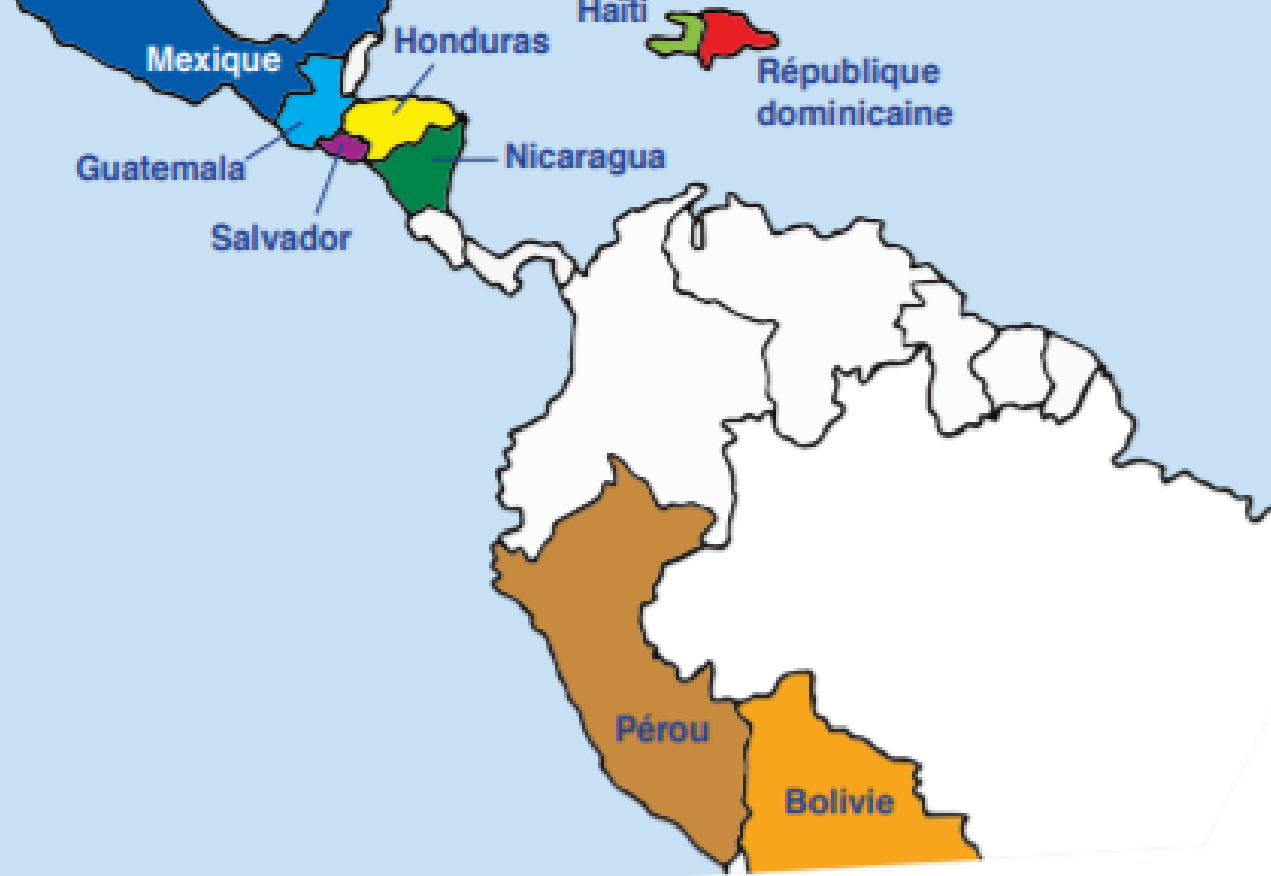 Haïti
Honduras
Mexique
République
dominicaine
Guatemala
Nicaragua
Salvador
Pérou
Bolivie